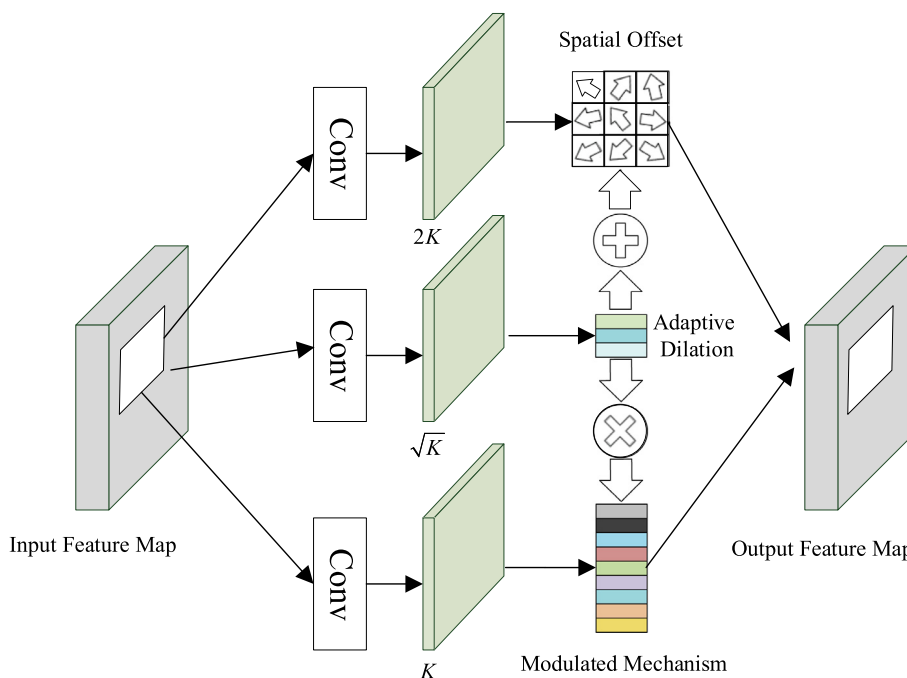 Spatial Offset
Conv
2K
Conv
Adaptive
Dilation
√K
Input Feature Map
Output Feature Map
Conv
K
Modulated Mechanism